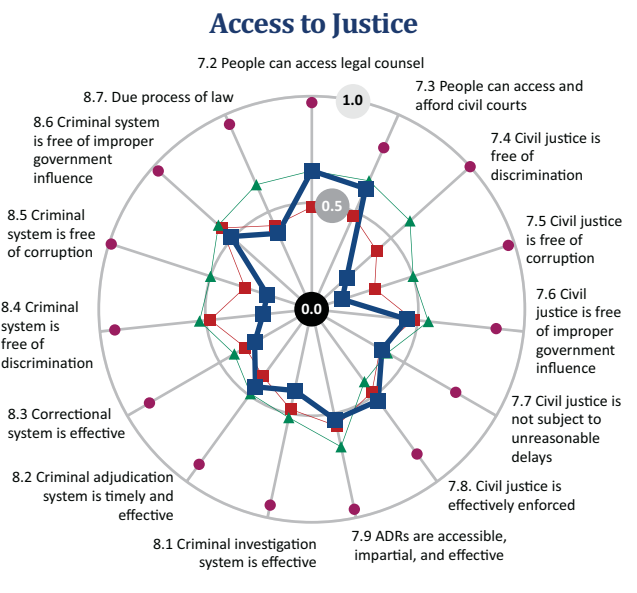 Access to Justice
7.2 People can access legal counsel
1.0
7.3 People can access and
afford civil courts
7.4 Civil justice is
free of
discrimination
7.5 Civil justice
is free of
corruption
7.6 Civil
justice is free
of improper
government
influence
7.7 Civil justice is
not subject to
unreasonable
delays
7.8. Civil justice is
effectively enforced
7.9 ADRs are accessible,
impartial, and effective
8.1 Criminal investigation
system is effective
8.2 Criminal adjudication
system is timely and
effective
8.3 Correctional
system is effective
8.4 Criminal
system is
free of
discrimination
8.5 Criminal
system is free
of corruption
8.6 Criminal system
is free of improper
government
influence
8.7. Due process of law
0.5
0.0